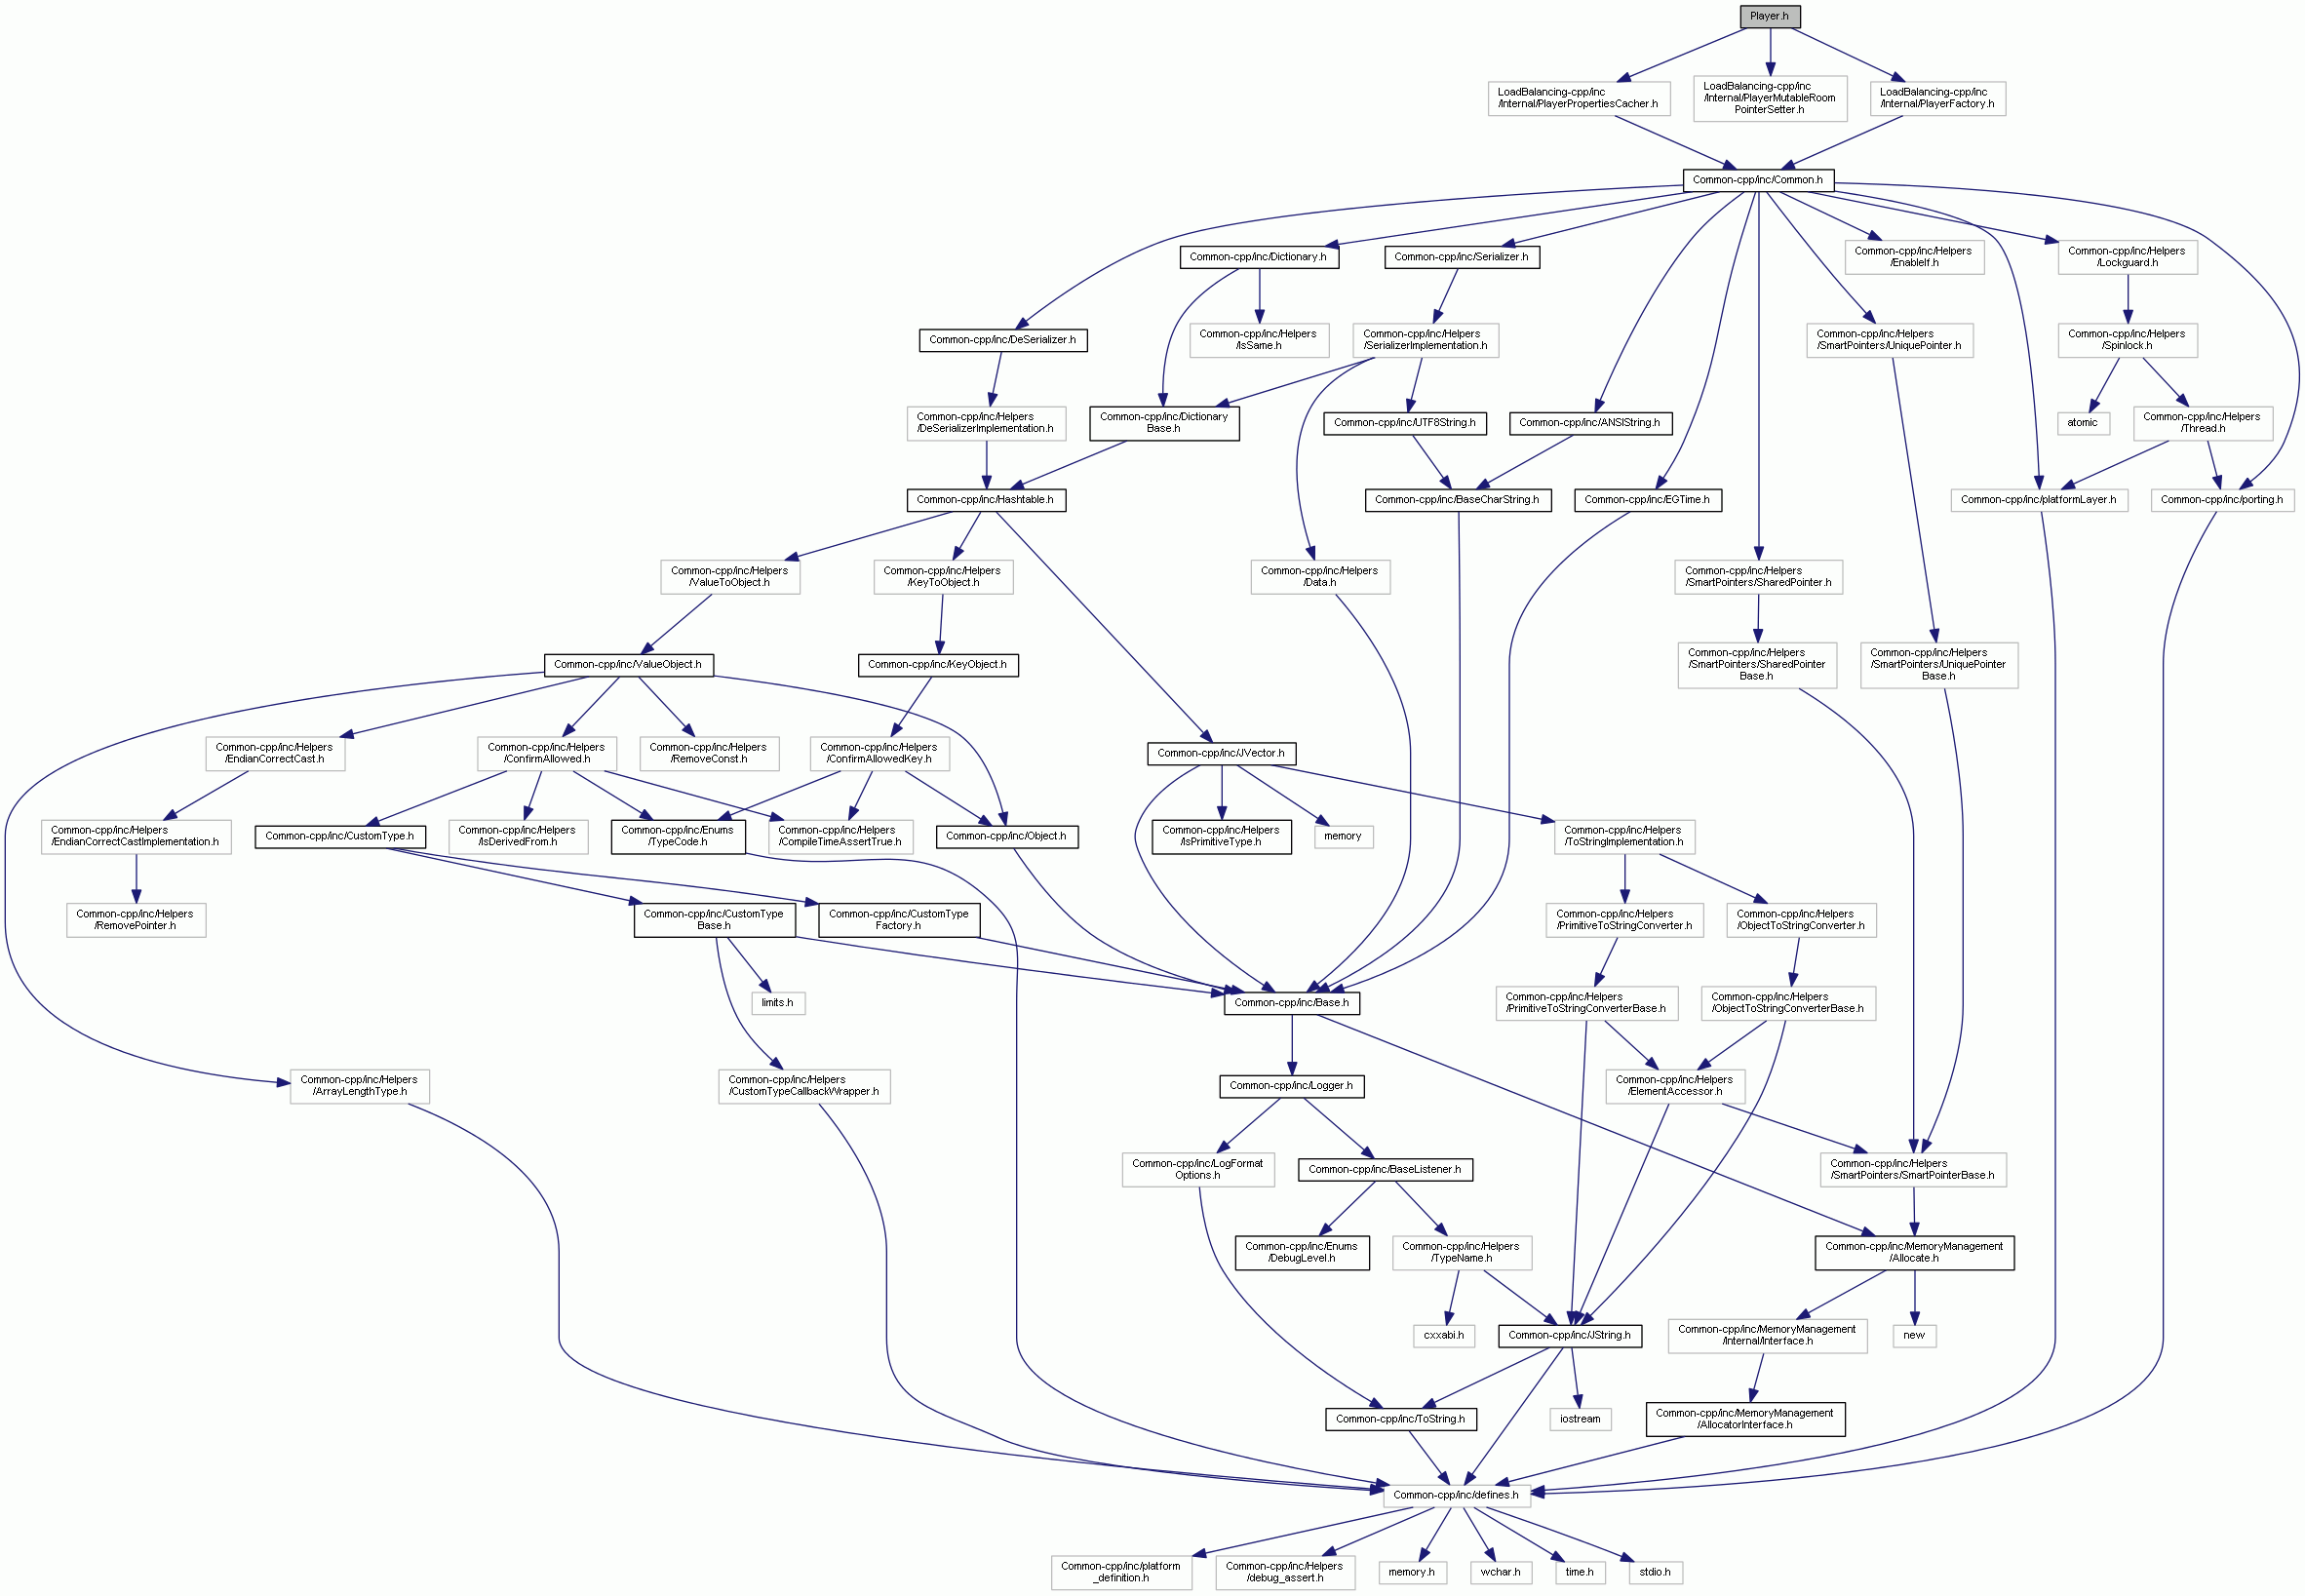 Player.h
LoadBalancing-cpp/inc
/Internal/PlayerPropertiesCacher.h
LoadBalancing-cpp/inc
/Internal/PlayerMutableRoom
PointerSetter.h
LoadBalancing-cpp/inc
/Internal/PlayerFactory.h
Common-cpp/inc/Common.h
Common-cpp/inc/Dictionary.h
Common-cpp/inc/Serializer.h
Common-cpp/inc/Helpers
/EnableIf.h
Common-cpp/inc/Helpers
/Lockguard.h
Common-cpp/inc/DeSerializer.h
Common-cpp/inc/Helpers
/IsSame.h
Common-cpp/inc/Helpers
/SerializerImplementation.h
Common-cpp/inc/Helpers
/SmartPointers/UniquePointer.h
Common-cpp/inc/Helpers
/Spinlock.h
Common-cpp/inc/Helpers
/DeSerializerImplementation.h
Common-cpp/inc/Dictionary
Base.h
Common-cpp/inc/UTF8String.h
Common-cpp/inc/ANSIString.h
atomic
Common-cpp/inc/Helpers
/Thread.h
Common-cpp/inc/Hashtable.h
Common-cpp/inc/BaseCharString.h
Common-cpp/inc/EGTime.h
Common-cpp/inc/platformLayer.h
Common-cpp/inc/porting.h
Common-cpp/inc/Helpers
/ValueToObject.h
Common-cpp/inc/Helpers
/KeyToObject.h
Common-cpp/inc/Helpers
/Data.h
Common-cpp/inc/Helpers
/SmartPointers/SharedPointer.h
Common-cpp/inc/ValueObject.h
Common-cpp/inc/KeyObject.h
Common-cpp/inc/Helpers
/SmartPointers/SharedPointer
Base.h
Common-cpp/inc/Helpers
/SmartPointers/UniquePointer
Base.h
Common-cpp/inc/Helpers
/EndianCorrectCast.h
Common-cpp/inc/Helpers
/ConfirmAllowed.h
Common-cpp/inc/Helpers
/RemoveConst.h
Common-cpp/inc/Helpers
/ConfirmAllowedKey.h
Common-cpp/inc/JVector.h
Common-cpp/inc/Helpers
/EndianCorrectCastImplementation.h
Common-cpp/inc/CustomType.h
Common-cpp/inc/Helpers
/IsDerivedFrom.h
Common-cpp/inc/Enums
/TypeCode.h
Common-cpp/inc/Helpers
/CompileTimeAssertTrue.h
Common-cpp/inc/Object.h
Common-cpp/inc/Helpers
/IsPrimitiveType.h
memory
Common-cpp/inc/Helpers
/ToStringImplementation.h
Common-cpp/inc/Helpers
/RemovePointer.h
Common-cpp/inc/CustomType
Base.h
Common-cpp/inc/CustomType
Factory.h
Common-cpp/inc/Helpers
/PrimitiveToStringConverter.h
Common-cpp/inc/Helpers
/ObjectToStringConverter.h
limits.h
Common-cpp/inc/Base.h
Common-cpp/inc/Helpers
/PrimitiveToStringConverterBase.h
Common-cpp/inc/Helpers
/ObjectToStringConverterBase.h
Common-cpp/inc/Helpers
/ArrayLengthType.h
Common-cpp/inc/Helpers
/CustomTypeCallbackWrapper.h
Common-cpp/inc/Logger.h
Common-cpp/inc/Helpers
/ElementAccessor.h
Common-cpp/inc/LogFormat
Options.h
Common-cpp/inc/BaseListener.h
Common-cpp/inc/Helpers
/SmartPointers/SmartPointerBase.h
Common-cpp/inc/Enums
/DebugLevel.h
Common-cpp/inc/Helpers
/TypeName.h
Common-cpp/inc/MemoryManagement
/Allocate.h
cxxabi.h
Common-cpp/inc/JString.h
Common-cpp/inc/MemoryManagement
/Internal/Interface.h
new
Common-cpp/inc/ToString.h
iostream
Common-cpp/inc/MemoryManagement
/AllocatorInterface.h
Common-cpp/inc/defines.h
Common-cpp/inc/platform
_definition.h
Common-cpp/inc/Helpers
/debug_assert.h
memory.h
wchar.h
time.h
stdio.h